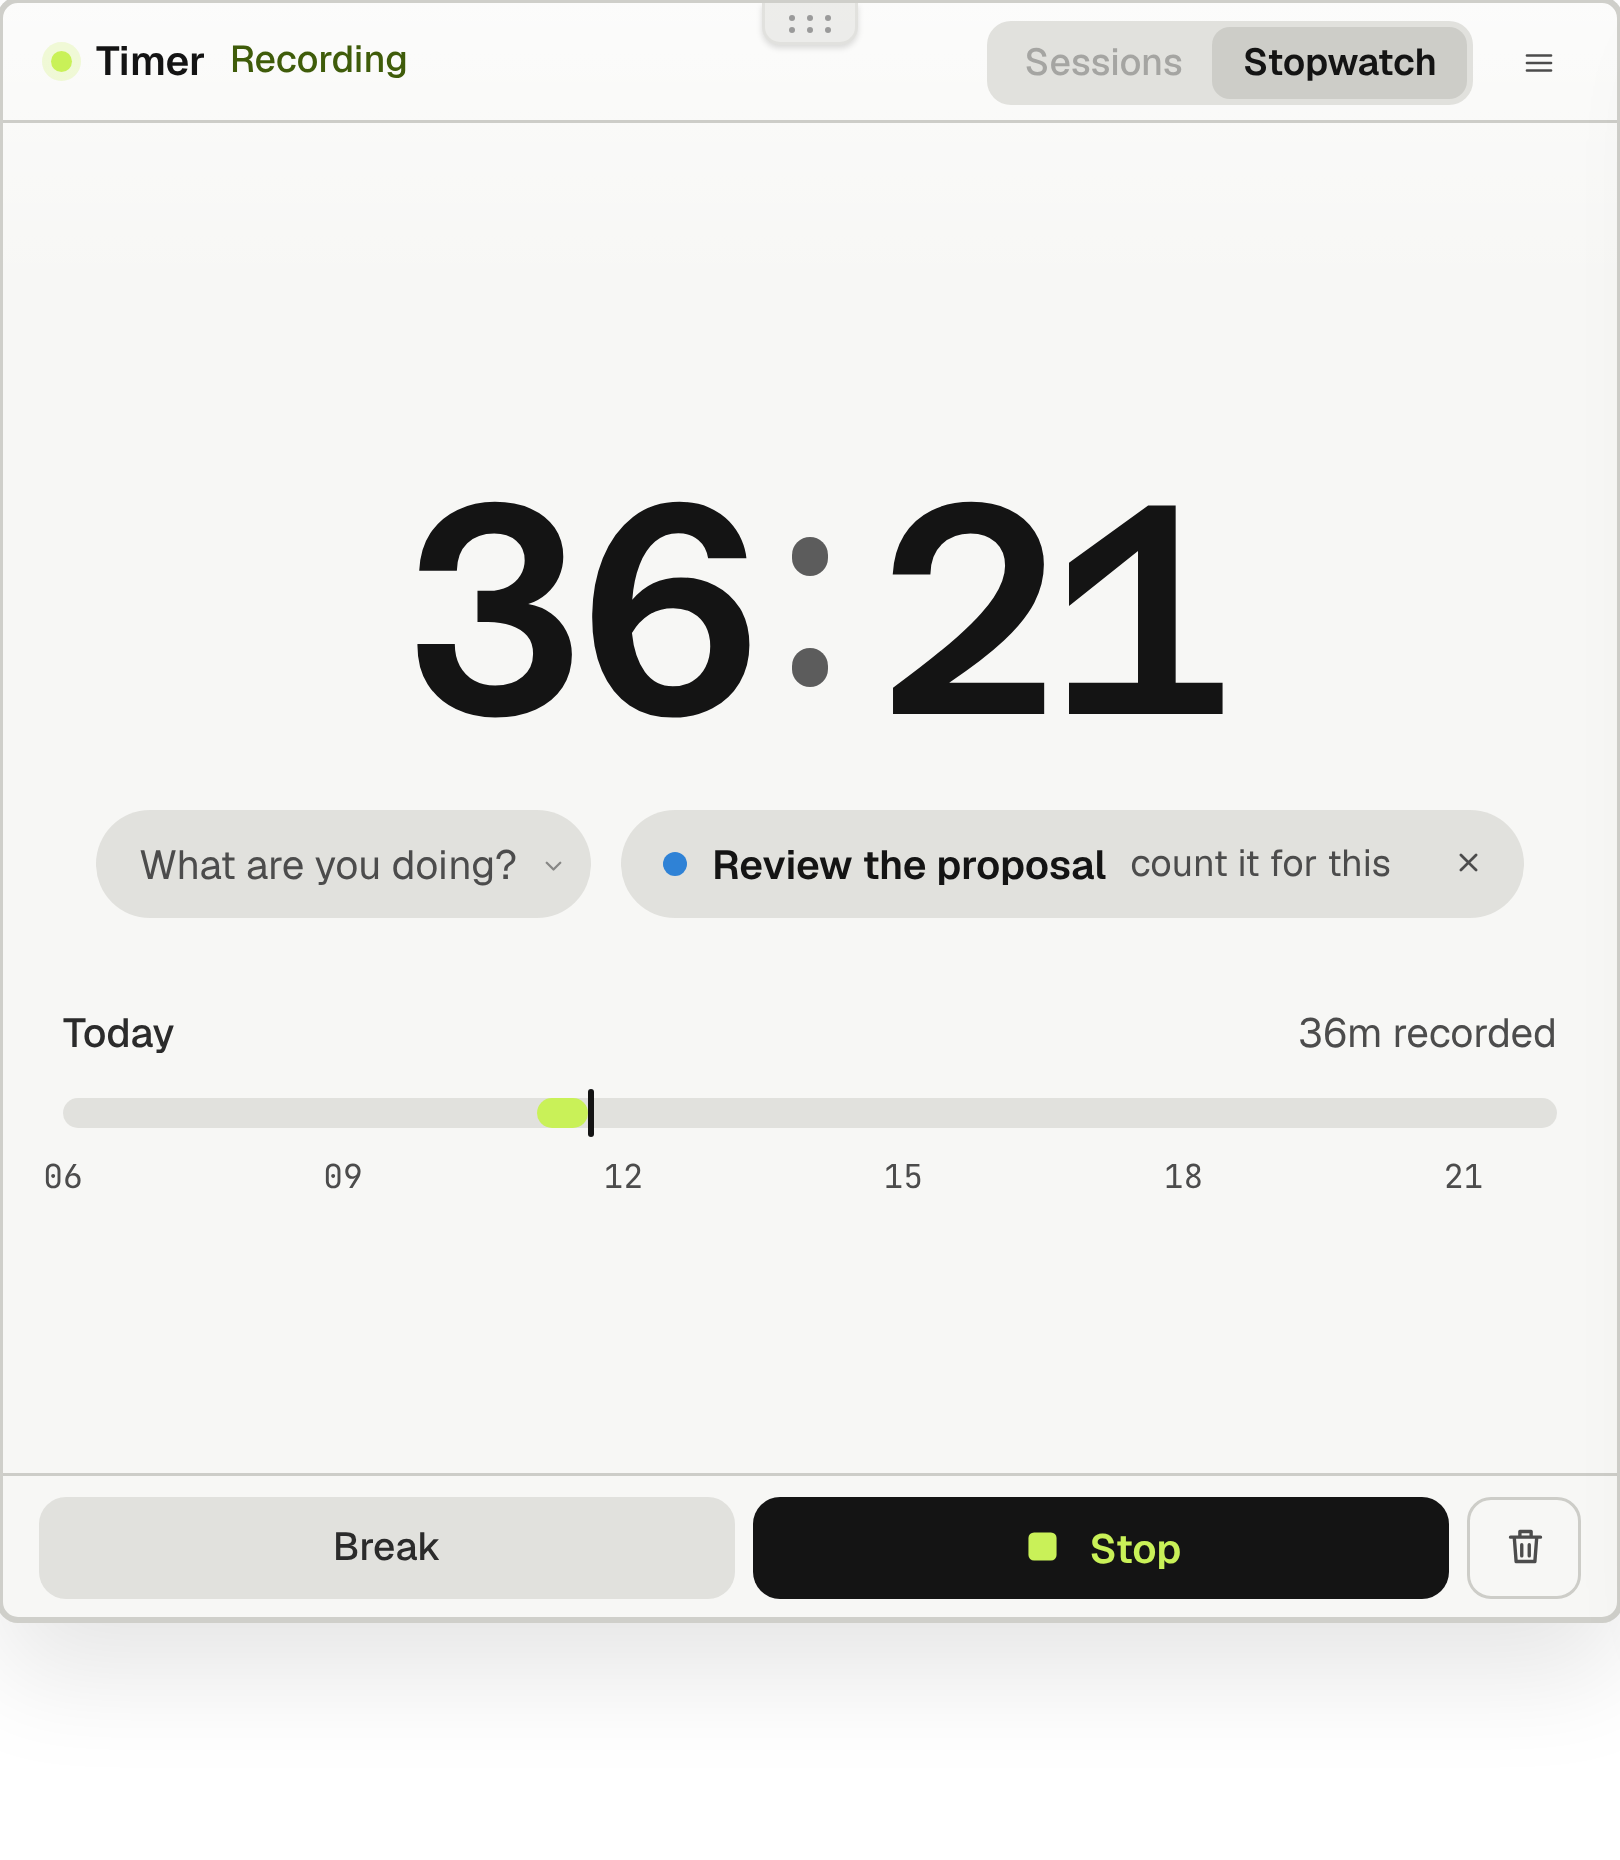 Timer Recording Sessions Stopwatch
36:21
What are you doing? Review the proposal count it for this
Today 36m recorded
06 09 12 15 18 21
Break Stop